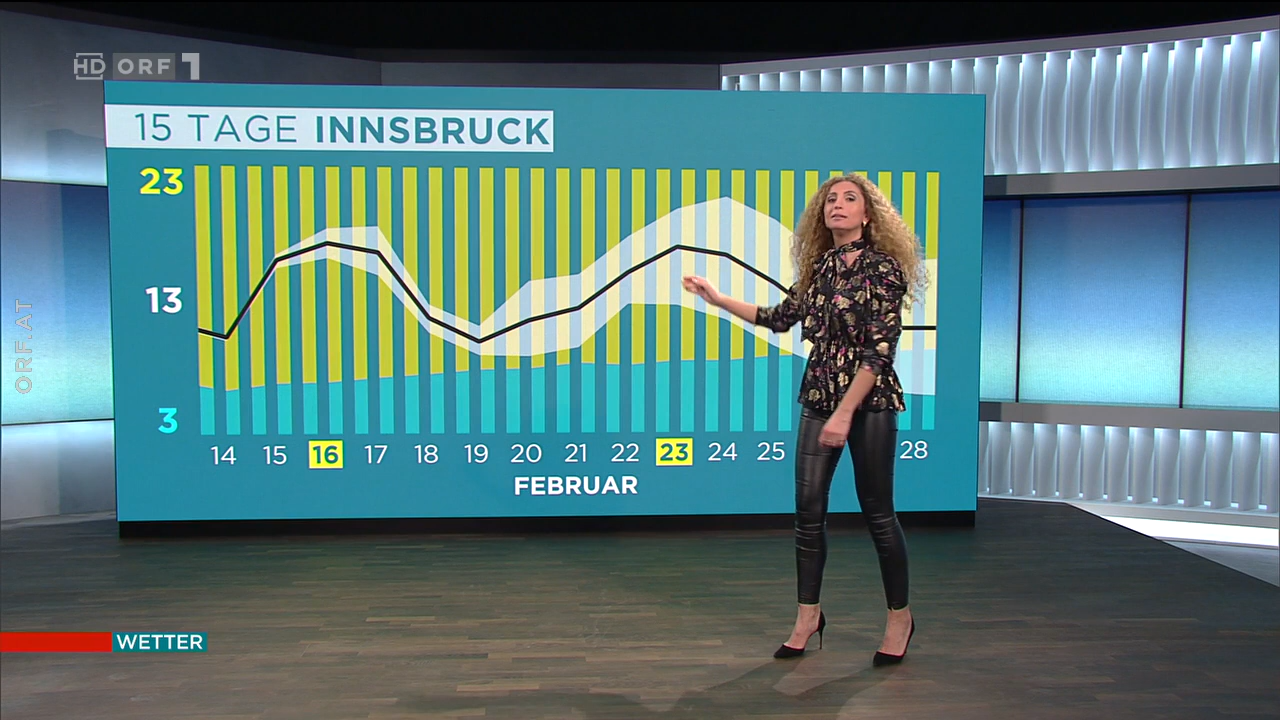 HD ORF 1
15 TAGE INNSBRUCK
23
13
3
14 15 16 17 18 19 20 21 22 23 24 25 28
FEBRUAR
ORF.AT
WETTER